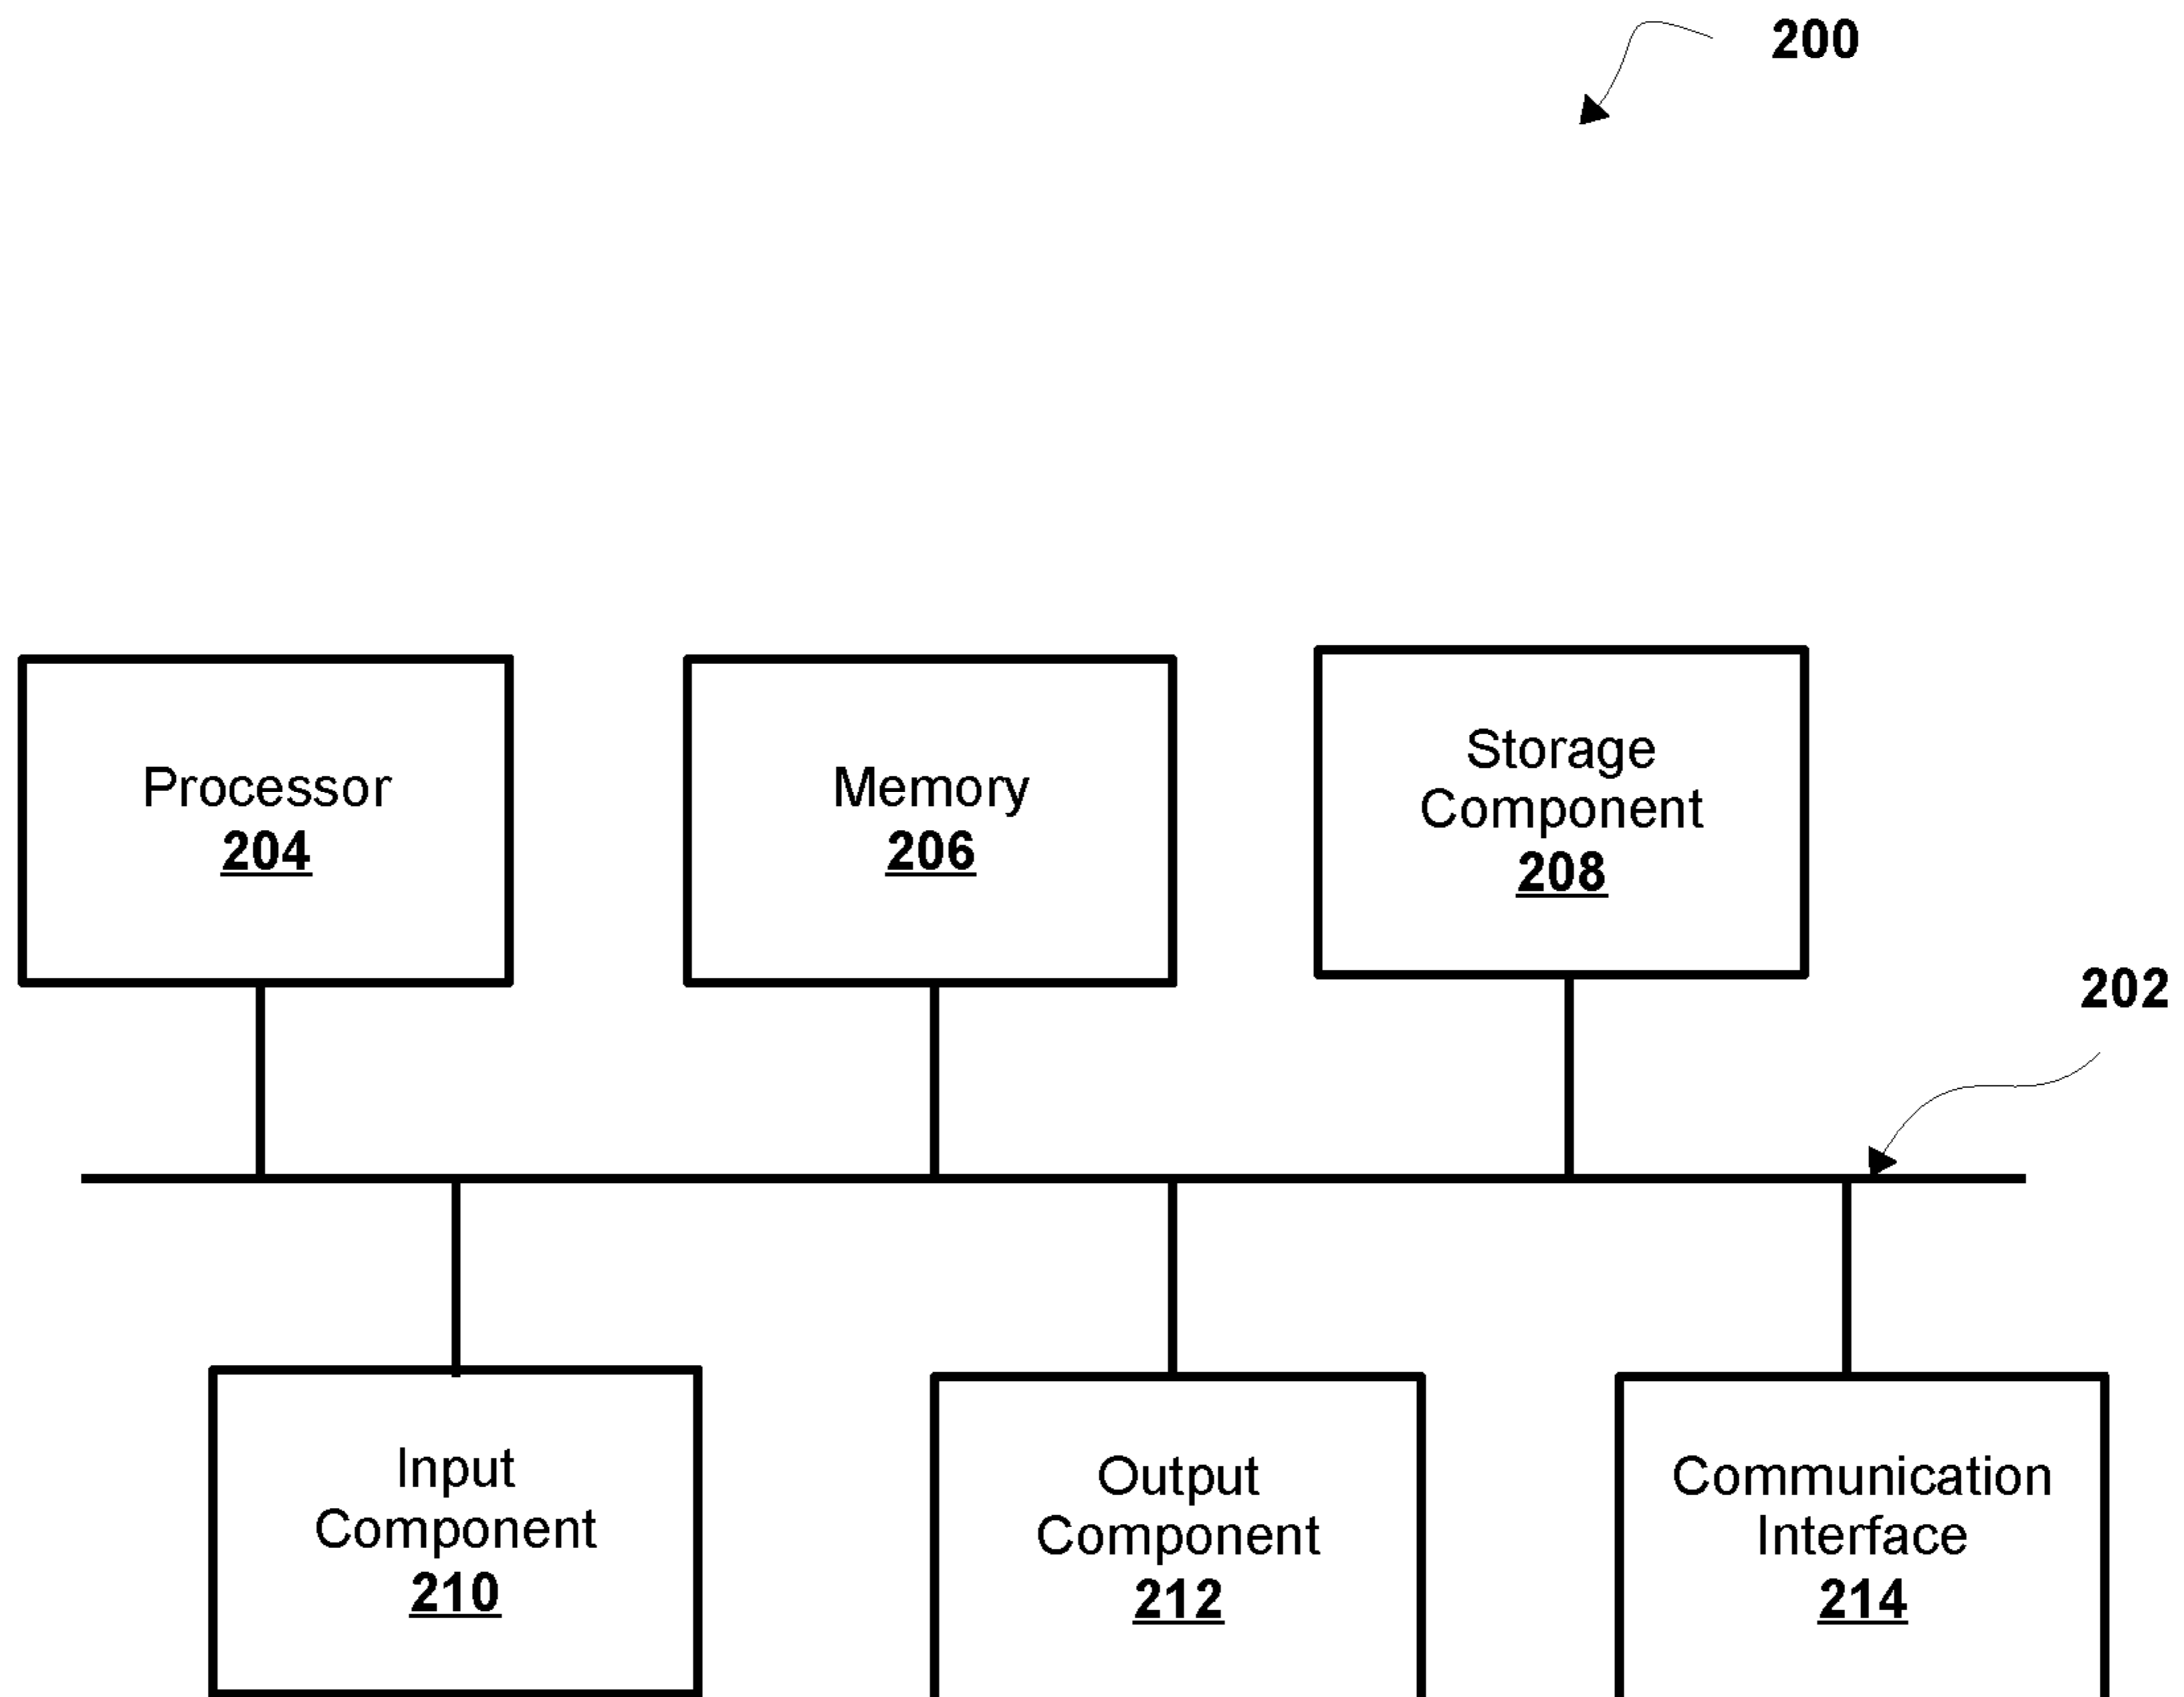 200
Processor
204
Memory
206
Storage
Component
208
202
Input
Component
210
Output
Component
212
Communication
Interface
214